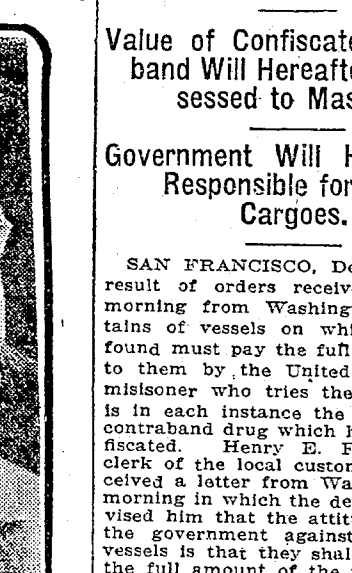 Value of Confiscate
band Will Hereafte
sessed to Mas
Government Will H
Responsible for
Cargoes.
SAN FRANCISCO, De
result of orders receiv
morning from Washing
tains of vessels on whi
found must pay the full
to them by the United
misisoner who tries the
is in each instance the
contraband drug which h
fiscated. Henry E. F
clerk of the local custom
ceived a letter from Wa
morning in which the de
vised him that the attit
the government against
vessels is that they shal
the full amount of the